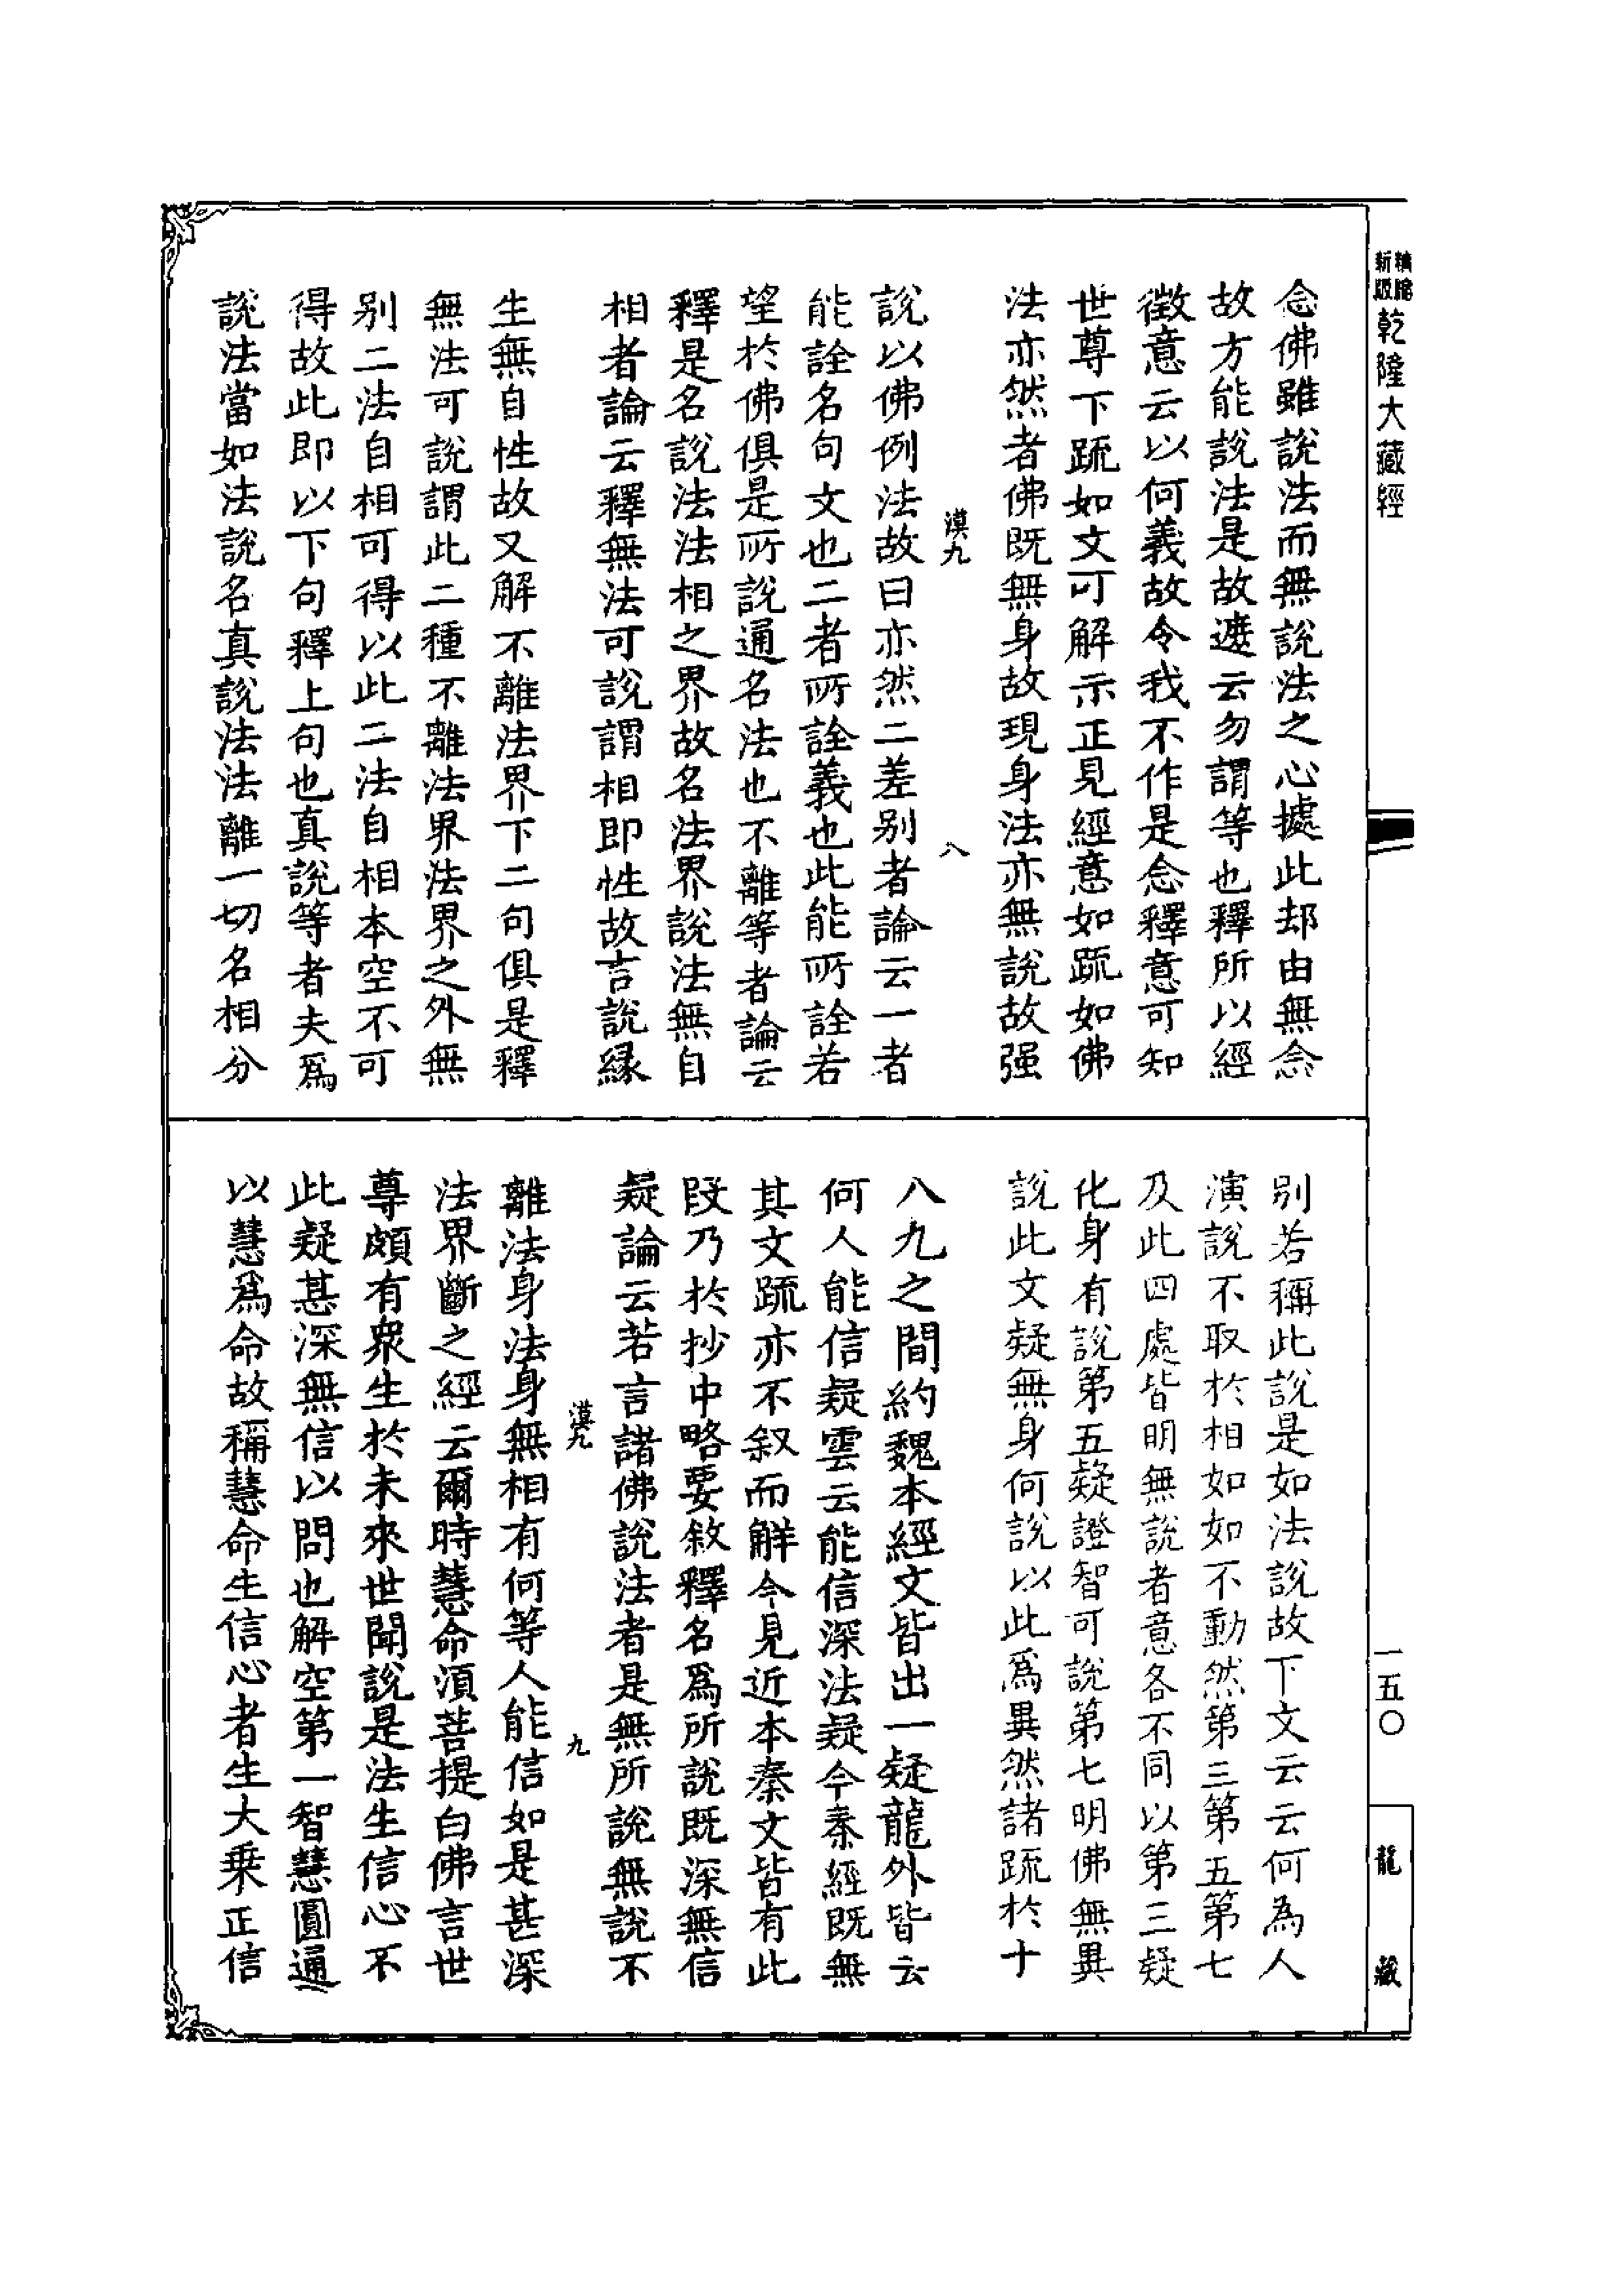 新版
精縮
乾隆大藏經
念佛雖說法而無說法之心據此却由無念
故方能說法是故遮云勿謂等也釋所以經
徵意云以何義故令我不作是念釋意可知
世尊下疏如文可解示正見經意如疏如佛
法亦然者佛既無身故現身法亦無說故强
漠九
八
說以佛例法故曰亦然二差别者論云一者
能詮名句文也二者所詮義也此能所詮若
望於佛俱是所說通名法也不離等者論云
釋是名說法法相之界故名法界說法無自
相者論云釋無法可說謂相即性故言說緣
生無自性故又解不離法界下二句俱是釋
無法可說謂此二種不離法界法界之外無
别二法自相可得以此二法自相本空不可
得故此即以下句釋上句也真說等者夫爲
說法當如法說名真說法法離一切名相分
别若稱此說是如法說故下文云云何為人
演說不取於相如如不動然第三第五第七
及此四處皆明無說者意各不同以第三疑
化身有說第五疑證智可說第七明佛無異
說此文疑無身何說以此爲異然諸疏於十
八九之間約魏本經文皆出一疑龍外皆云
何人能信疑雲云能信深法疑今秦經既無
其文疏亦不叙而觧今見近本秦文皆有此
叚乃於抄中略要敘釋名爲所說既深無信
疑論云若言諸佛說法者是無所說無說不
漠九
九
離法身法身無相有何等人能信如是甚深
法界斷之經云爾時慧命須菩提白佛言世
尊頗有衆生於未來世聞說是法生信心不
此疑甚深無信以問也解空第一智慧圓通
以慧爲命故稱慧命生信心者生大乘正信
一五〇
龍藏